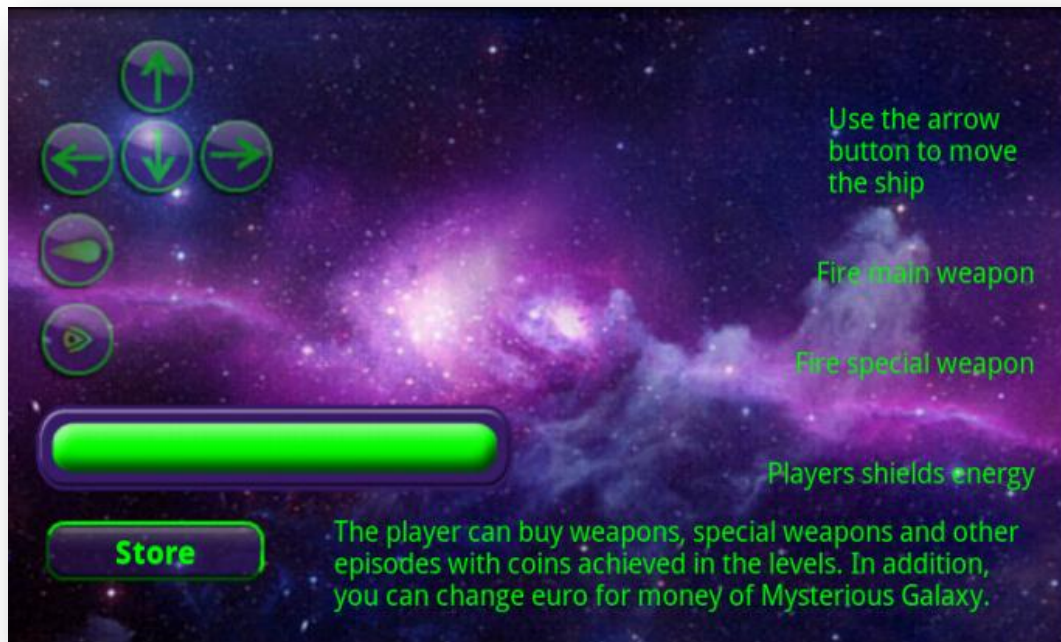 Use the arrow
button to move
the ship
Fire main weapon
Fire special weapon
Players shields energy
Store
The player can buy weapons, special weapons and other
episodes with coins achieved in the levels. In addition,
you can change euro for money of Mysterious Galaxy.